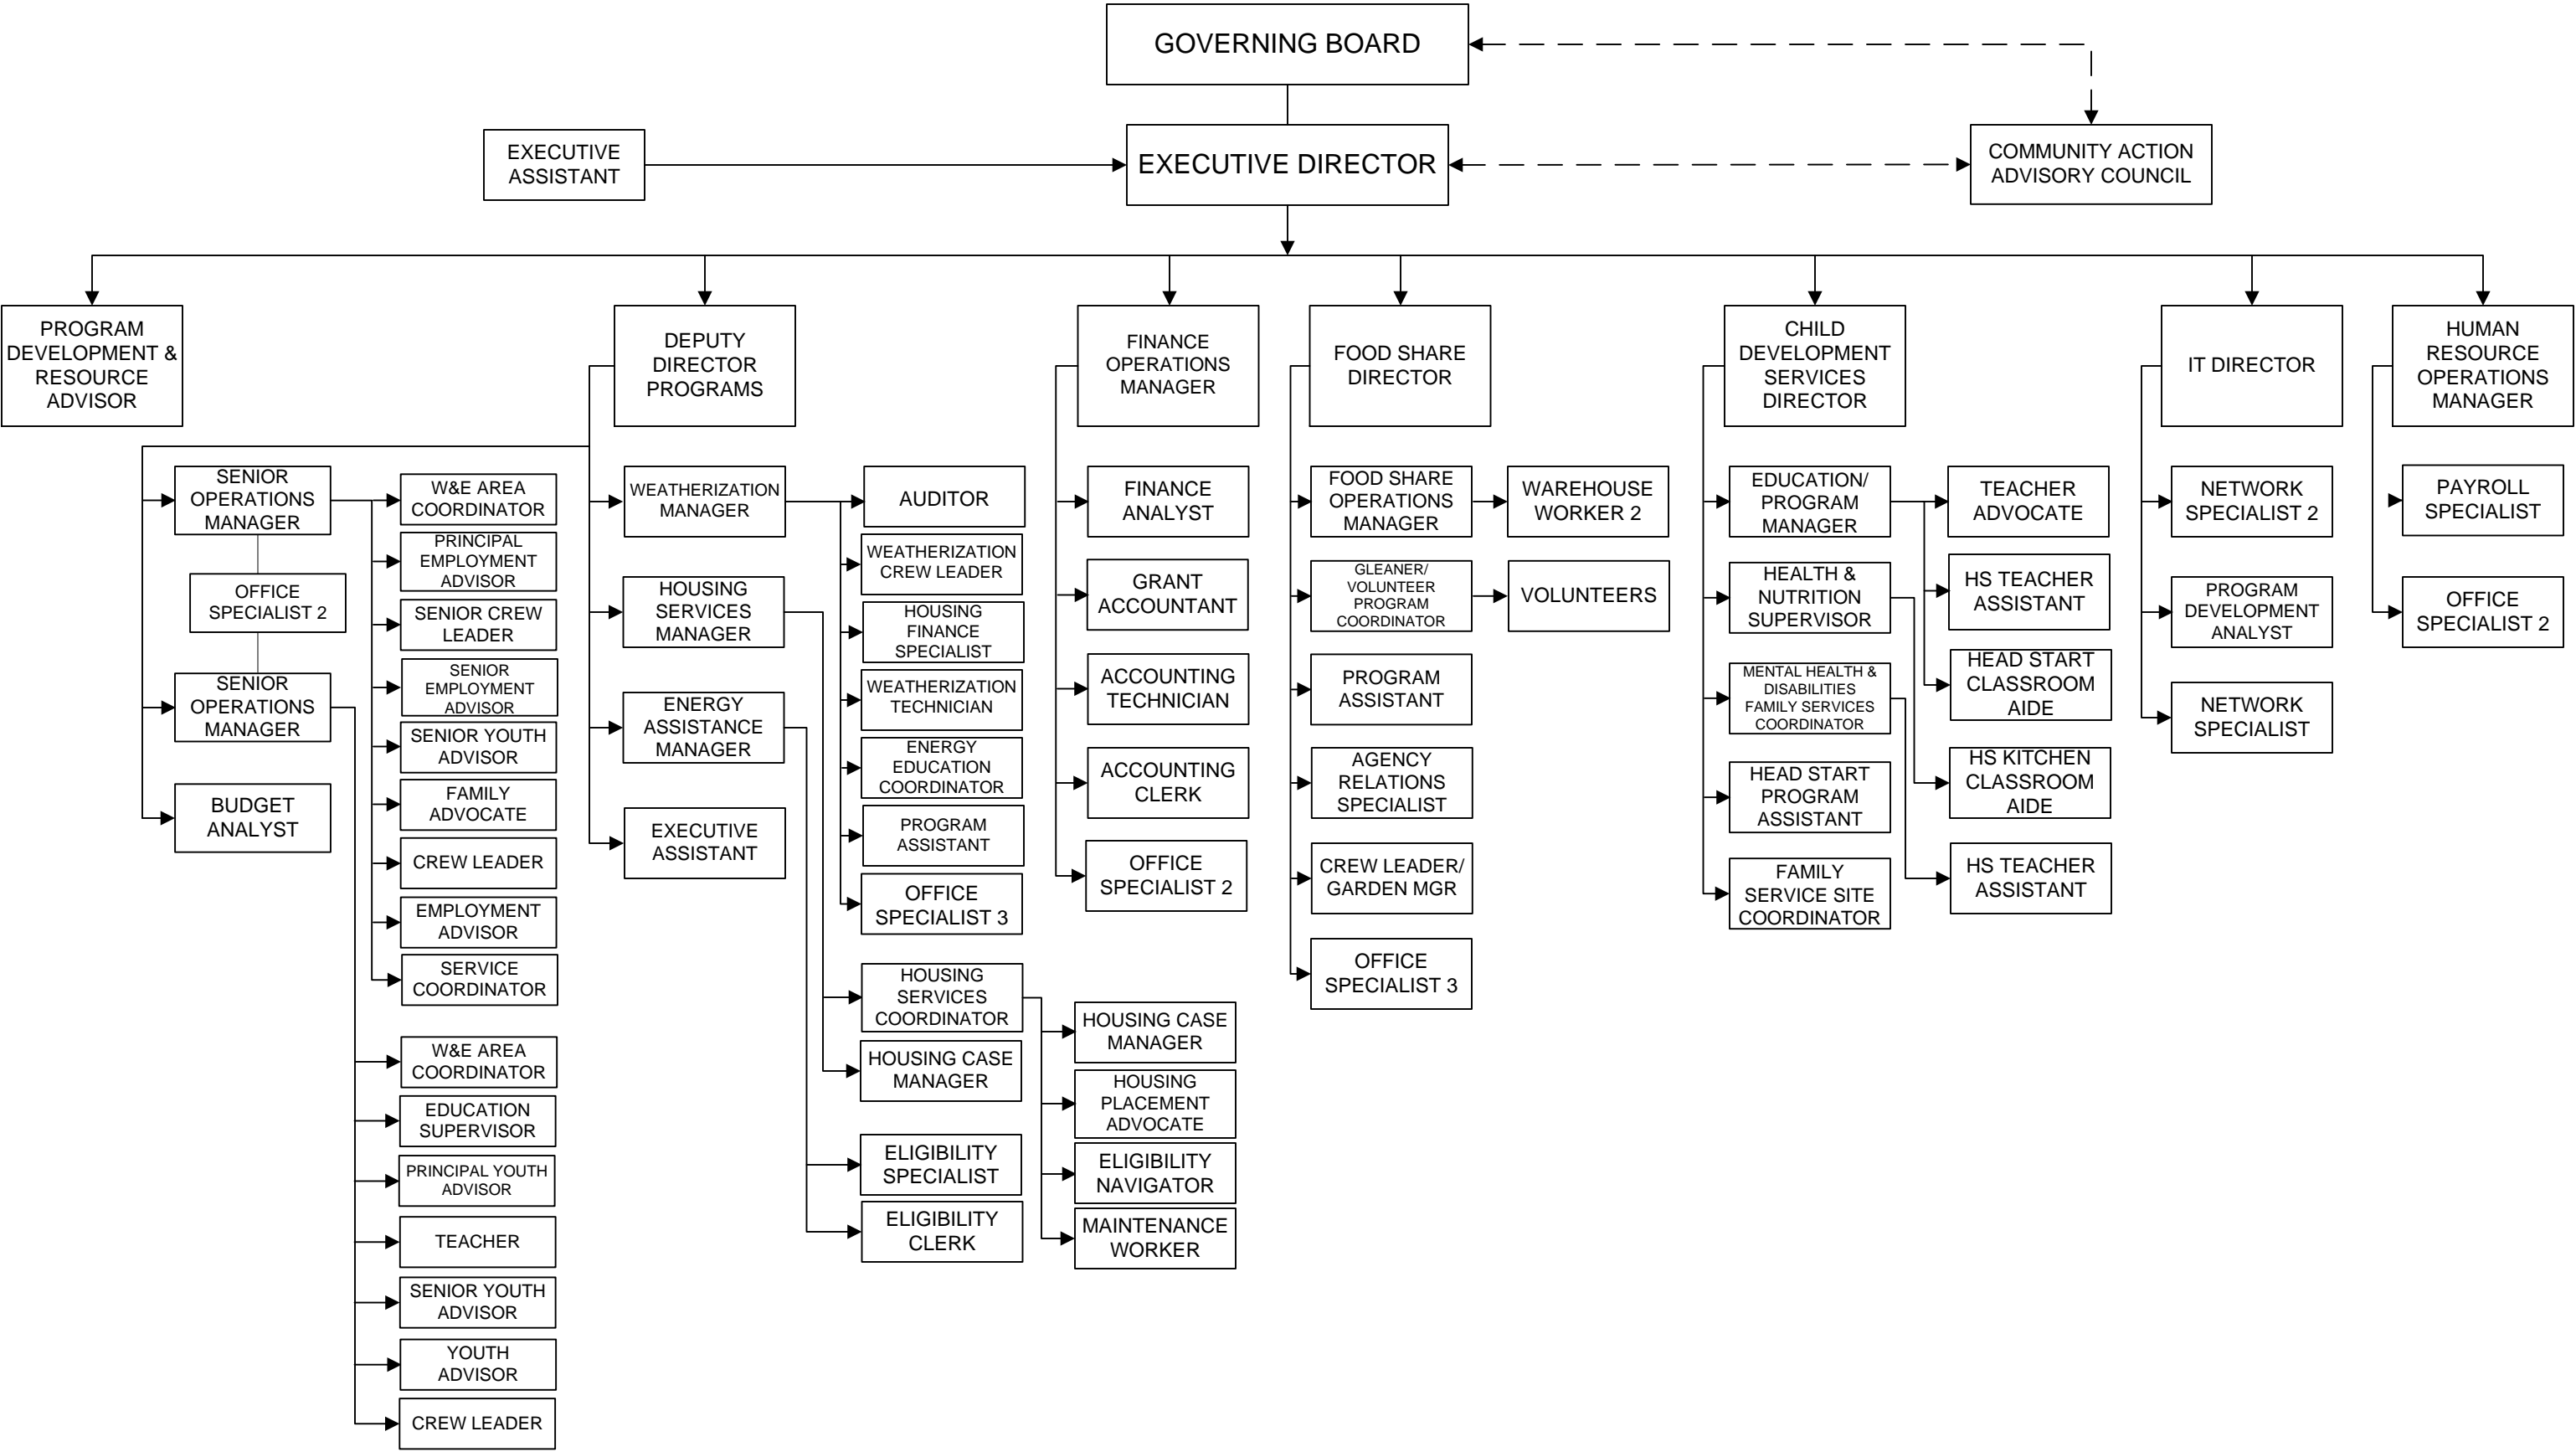 GOVERNING BOARD
EXECUTIVE
ASSISTANT
EXECUTIVE DIRECTOR
COMMUNITY ACTION
ADVISORY COUNCIL
PROGRAM
DEVELOPMENT &
RESOURCE
ADVISOR
DEPUTY
DIRECTOR
PROGRAMS
FINANCE
OPERATIONS
MANAGER
FOOD SHARE
DIRECTOR
CHILD
DEVELOPMENT
SERVICES
DIRECTOR
IT DIRECTOR
HUMAN
RESOURCE
OPERATIONS
MANAGER
SENIOR
OPERATIONS
MANAGER
OFFICE
SPECIALIST 2
SENIOR
OPERATIONS
MANAGER
BUDGET
ANALYST
W&E AREA
COORDINATOR
PRINCIPAL
EMPLOYMENT
ADVISOR
SENIOR CREW
LEADER
SENIOR
EMPLOYMENT
ADVISOR
SENIOR YOUTH
ADVISOR
FAMILY
ADVOCATE
CREW LEADER
EMPLOYMENT
ADVISOR
SERVICE
COORDINATOR
W&E AREA
COORDINATOR
EDUCATION
SUPERVISOR
PRINCIPAL YOUTH
ADVISOR
TEACHER
SENIOR YOUTH
ADVISOR
YOUTH
ADVISOR
CREW LEADER
WEATHERIZATION
MANAGER
HOUSING
SERVICES
MANAGER
ENERGY
ASSISTANCE
MANAGER
EXECUTIVE
ASSISTANT
AUDITOR
WEATHERIZATION
CREW LEADER
HOUSING
FINANCE
SPECIALIST
WEATHERIZATION
TECHNICIAN
ENERGY
EDUCATION
COORDINATOR
PROGRAM
ASSISTANT
OFFICE
SPECIALIST 3
HOUSING
SERVICES
COORDINATOR
HOUSING CASE
MANAGER
ELIGIBILITY
SPECIALIST
ELIGIBILITY
CLERK
HOUSING CASE
MANAGER
HOUSING
PLACEMENT
ADVOCATE
ELIGIBILITY
NAVIGATOR
MAINTENANCE
WORKER
FINANCE
ANALYST
GRANT
ACCOUNTANT
ACCOUNTING
TECHNICIAN
ACCOUNTING
CLERK
OFFICE
SPECIALIST 2
FOOD SHARE
OPERATIONS
MANAGER
GLEANER/
VOLUNTEER
PROGRAM
COORDINATOR
PROGRAM
ASSISTANT
AGENCY
RELATIONS
SPECIALIST
CREW LEADER/
GARDEN MGR
OFFICE
SPECIALIST 3
WAREHOUSE
WORKER 2
VOLUNTEERS
EDUCATION/
PROGRAM
MANAGER
HEALTH &
NUTRITION
SUPERVISOR
MENTAL HEALTH &
DISABILITIES
FAMILY SERVICES
COORDINATOR
HEAD START
PROGRAM
ASSISTANT
FAMILY
SERVICE SITE
COORDINATOR
TEACHER
ADVOCATE
HS TEACHER
ASSISTANT
HEAD START
CLASSROOM
AIDE
HS KITCHEN
CLASSROOM
AIDE
HS TEACHER
ASSISTANT
NETWORK
SPECIALIST 2
PROGRAM
DEVELOPMENT
ANALYST
NETWORK
SPECIALIST
PAYROLL
SPECIALIST
OFFICE
SPECIALIST 2